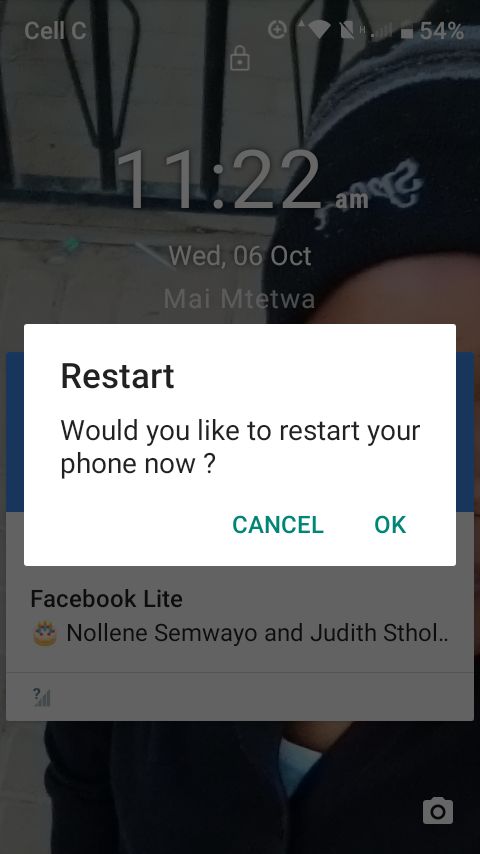 Cell C
H
54%
11:22 am
Wed, 06 Oct
Mai Mtetwa
Restart
Would you like to restart your
phone now ?
CANCEL OK
Facebook Lite
🎂 Nollene Semwayo and Judith Sthol..
?